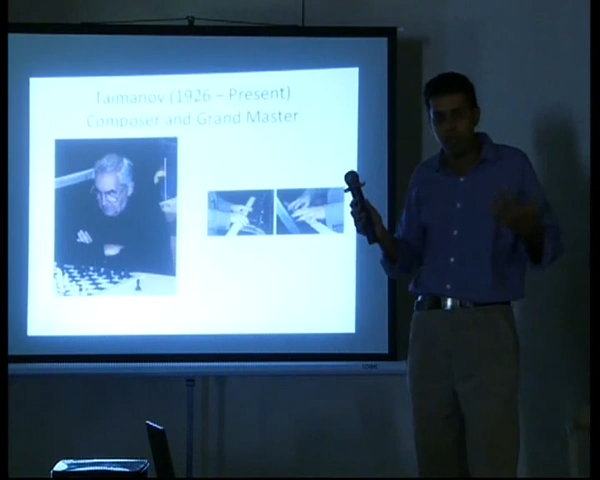 Taimanov (1926 – Present)
Composer and Grand Master